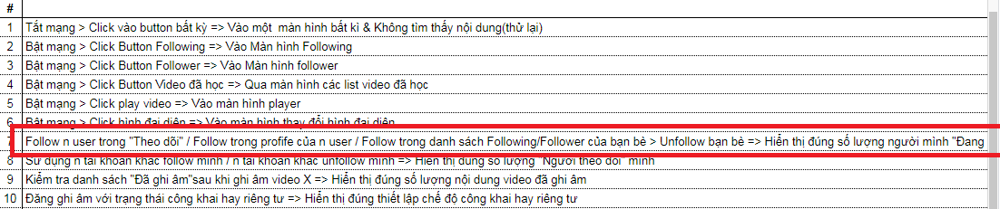 #
1 Tắt mạng > Click vào button bất kỳ => Vào một màn hình bất kì & Không tìm thấy nội dung(thử lại)
2 Bật mạng > Click Button Following => Vào Màn hình Following
3 Bật mạng > Click Button Follower => Vào Màn hình follower
4 Bật mạng > Click Button Video đã học => Qua màn hình các list video đã học
5 Bật mạng > Click play video => Vào màn hình player
6 Bật mạng > Click hình đại diện => Vào màn hình thay đổi hình đại diện
7 Follow n user trong "Theo dõi" / Follow trong profife của n user / Follow trong danh sách Following/Follower của bạn bè > Unfollow bạn bè => Hiển thị đúng số lượng người mình "Đang
8 Sử dụng n tài khoản khác follow mình / n tài khoản khác unfollow mình => Hiển thị đúng số lượng "Người theo dõi" mình
9 Kiểm tra danh sách "Đã ghi âm"sau khi ghi âm video X => Hiển thị đúng số lượng nội dung video đã ghi âm
10 Đăng ghi âm với trạng thái công khai hay riêng tư => Hiển thị đúng thiết lập chế độ công khai hay riêng tư